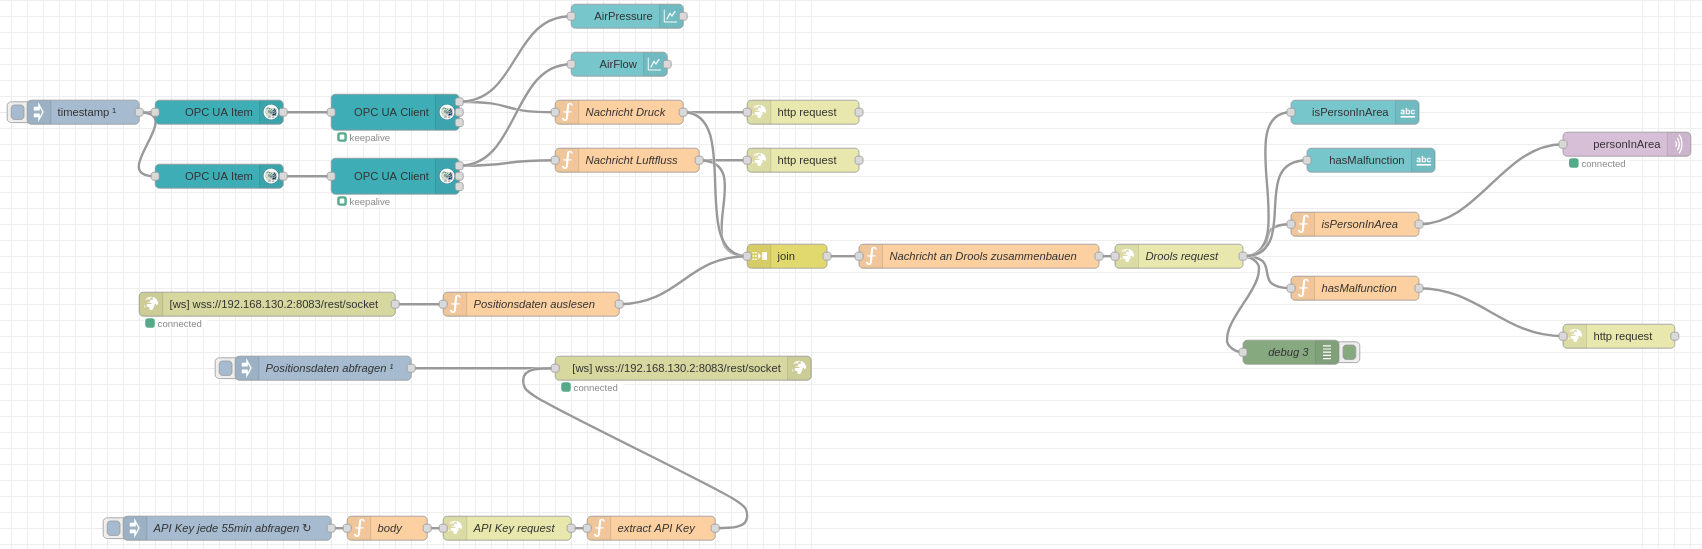 AirPressure
AirFlow
timestamp ¹
OPC UA Item
OPC UA Client
keepalive
Nachricht Druck
http request
isPersonInArea abc
personInArea
connected
OPC UA Item
OPC UA Client
keepalive
Nachricht Luftfluss
http request
hasMalfunction abc
isPersonInArea
join
Nachricht an Drools zusammenbauen
Drools request
hasMalfunction
[ws] wss://192.168.130.2:8083/rest/socket
connected
Positionsdaten auslesen
http request
debug 3
Positionsdaten abfragen ¹
[ws] wss://192.168.130.2:8083/rest/socket
connected
API Key jede 55min abfragen ↻
body
API Key request
extract API Key